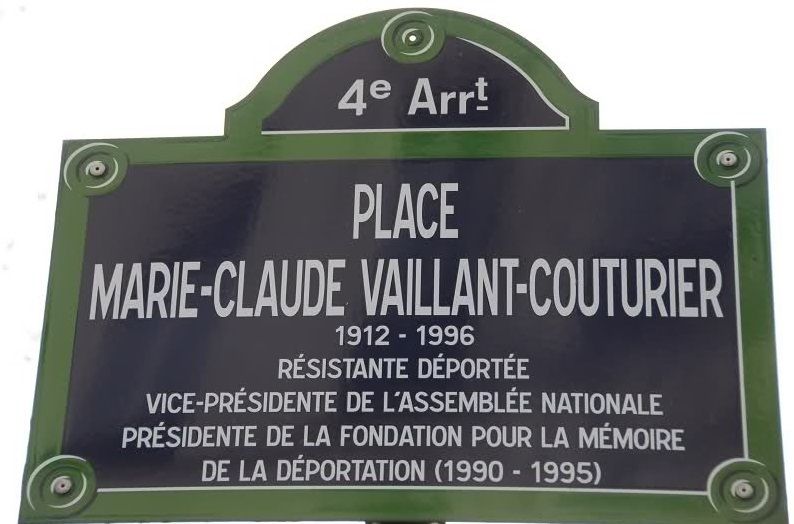 4e Arrt
PLACE
MARIE-CLAUDE VAILLANT-COUTURIER
1912 - 1996
RÉSISTANTE DÉPORTÉE
VICE-PRÉSIDENTE DE L'ASSEMBLÉE NATIONALE
PRÉSIDENTE DE LA FONDATION POUR LA MÉMOIRE
DE LA DÉPORTATION (1990 - 1995)